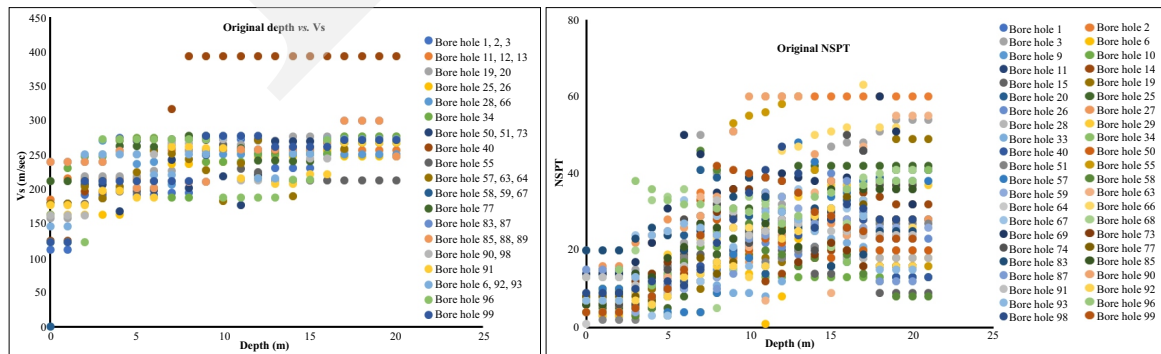 Original depth vs. Vs
450
400
350
300
250
200
150
100
50
0
Vs (m/sec)
0
5
10
15
20
25
Depth (m)
Bore hole 1, 2, 3
Bore hole 11, 12, 13
Bore hole 19, 20
Bore hole 25, 26
Bore hole 28, 66
Bore hole 34
Bore hole 50, 51, 73
Bore hole 40
Bore hole 55
Bore hole 57, 63, 64
Bore hole 58, 59, 67
Bore hole 77
Bore hole 83, 87
Bore hole 85, 88, 89
Bore hole 90, 98
Bore hole 91
Bore hole 6, 92, 93
Bore hole 96
Bore hole 99
Original NSPT
80
60
40
20
0
NSPT
0
5
10
15
20
25
Depth (m)
Bore hole 1 Bore hole 2
Bore hole 3 Bore hole 6
Bore hole 9 Bore hole 10
Bore hole 11 Bore hole 14
Bore hole 15 Bore hole 19
Bore hole 20 Bore hole 25
Bore hole 26 Bore hole 27
Bore hole 28 Bore hole 29
Bore hole 33 Bore hole 34
Bore hole 40 Bore hole 50
Bore hole 51 Bore hole 55
Bore hole 57 Bore hole 58
Bore hole 59 Bore hole 63
Bore hole 64 Bore hole 66
Bore hole 67 Bore hole 68
Bore hole 69 Bore hole 73
Bore hole 74 Bore hole 77
Bore hole 83 Bore hole 85
Bore hole 87 Bore hole 90
Bore hole 91 Bore hole 92
Bore hole 93 Bore hole 96
Bore hole 98 Bore hole 99